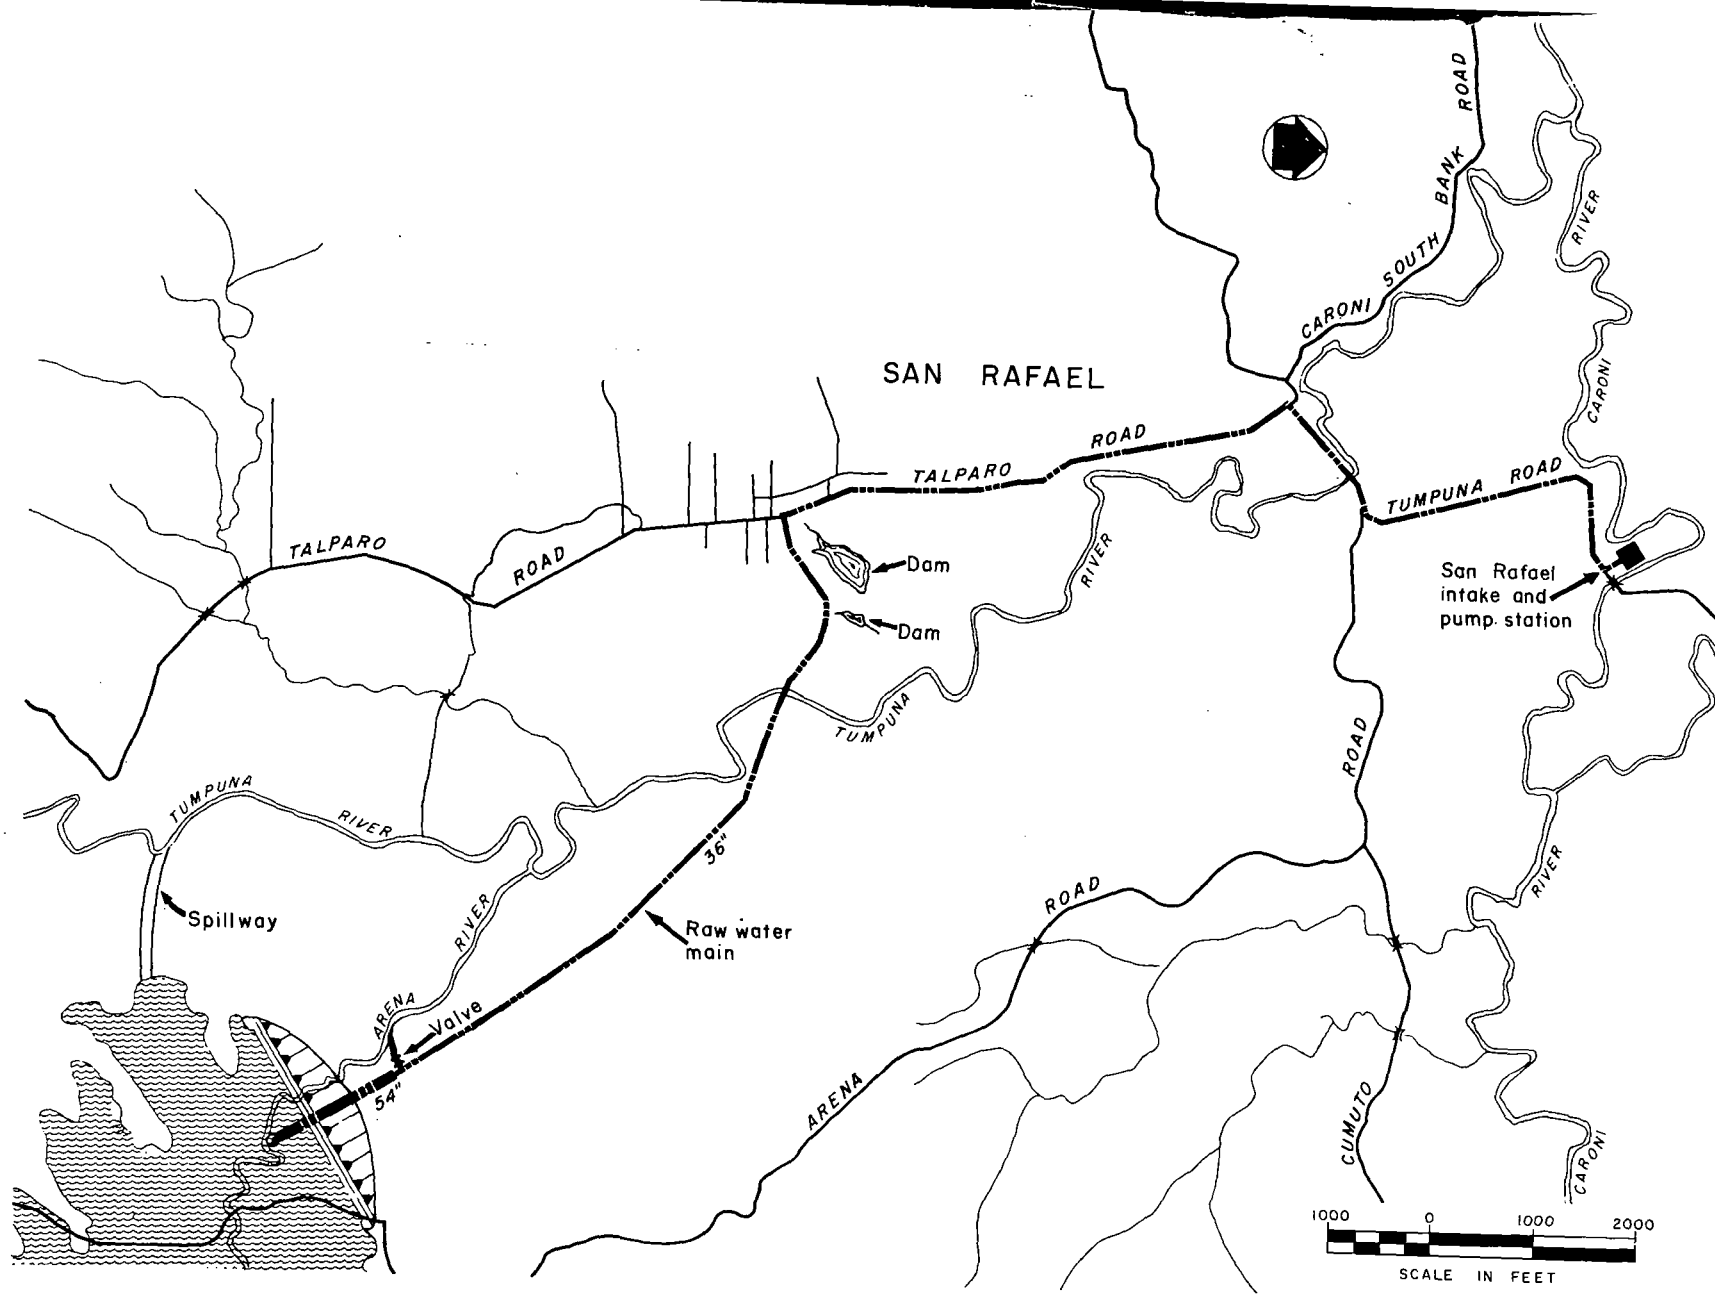 ROAD
BANK
SOUTH
CARONI
RIVER
CARONI
SAN RAFAEL
ROAD
TALPARO
TUMPUNA ROAD
TALPARO
ROAD
Dam
Dam
RIVER
San Rafael
intake and
pump station
TUMPUNA
ROAD
TUMPUNA
RIVER
36"
RIVER
ROAD
Spillway
RIVER
Raw water
main
ARENA
Valve
54"
ARENA
CUMUTO
CARONI
1000 0 1000 2000
SCALE IN FEET